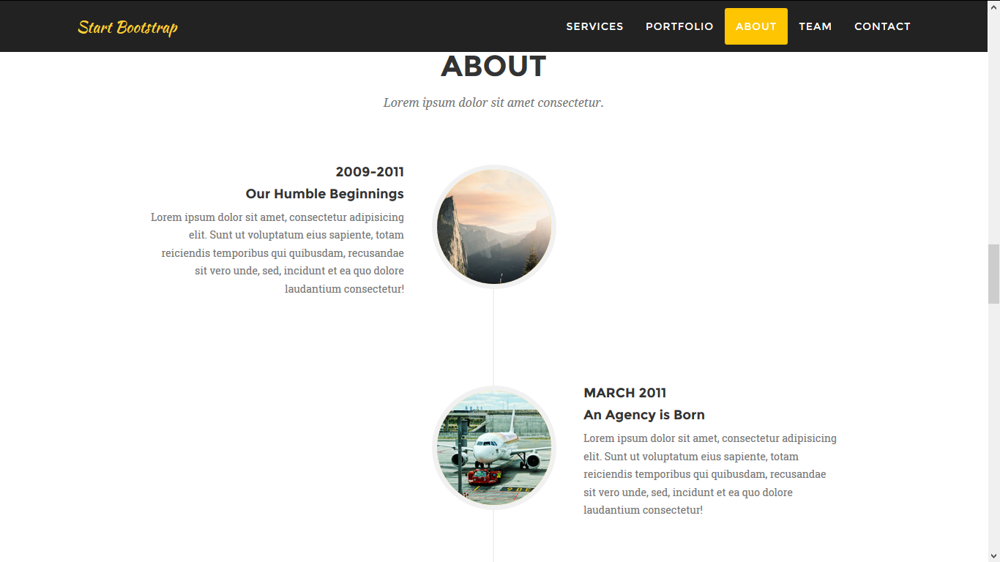 Start Bootstrap
SERVICES PORTFOLIO ABOUT TEAM CONTACT
ABOUT
Lorem ipsum dolor sit amet consectetur.
2009-2011
Our Humble Beginnings
Lorem ipsum dolor sit amet, consectetur adipisicing
elit. Sunt ut voluptatum eius sapiente, totam
reiciendis temporibus qui quibusdam, recusandae
sit vero unde, sed, incidunt et ea quo dolore
laudantium consectetur!
MARCH 2011
An Agency is Born
Lorem ipsum dolor sit amet, consectetur adipisicing
elit. Sunt ut voluptatum eius sapiente, totam
reiciendis temporibus qui quibusdam, recusandae
sit vero unde, sed, incidunt et ea quo dolore
laudantium consectetur!